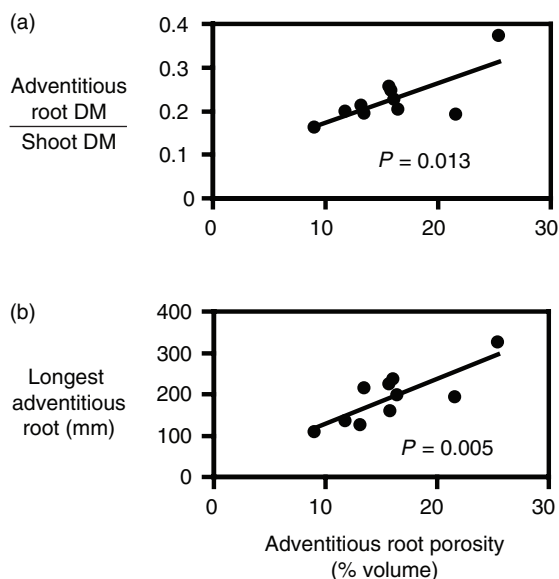 (a)
Adventitious
root DM
Shoot DM
0.4
0.3
0.2
0.1
0
P = 0.013
0 10 20 30
(b)
Longest
adventitious
root (mm)
400
300
200
100
0
P = 0.005
0 10 20 30
Adventitious root porosity
(% volume)